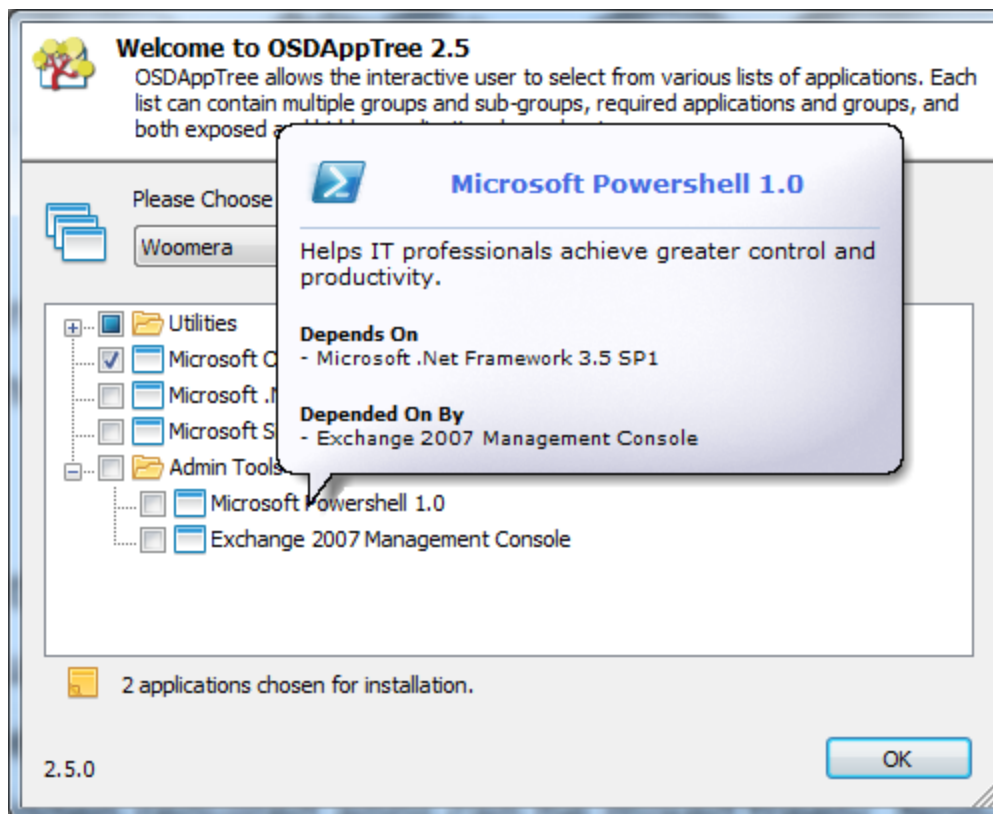 Welcome to OSDAppTree 2.5
OSDAppTree allows the interactive user to select from various lists of applications. Each
list can contain multiple groups and sub-groups, required applications and groups, and
both exposed
Microsoft Powershell 1.0
Helps IT professionals achieve greater control and
productivity.
Depends On
- Microsoft .Net Framework 3.5 SP1
Depended On By
- Exchange 2007 Management Console
Please Choose
Woomera
Utilities
Microsoft
Microsoft
Microsoft
Admin Tools
Microsoft Powershell 1.0
Exchange 2007 Management Console
2 applications chosen for installation.
2.5.0
OK